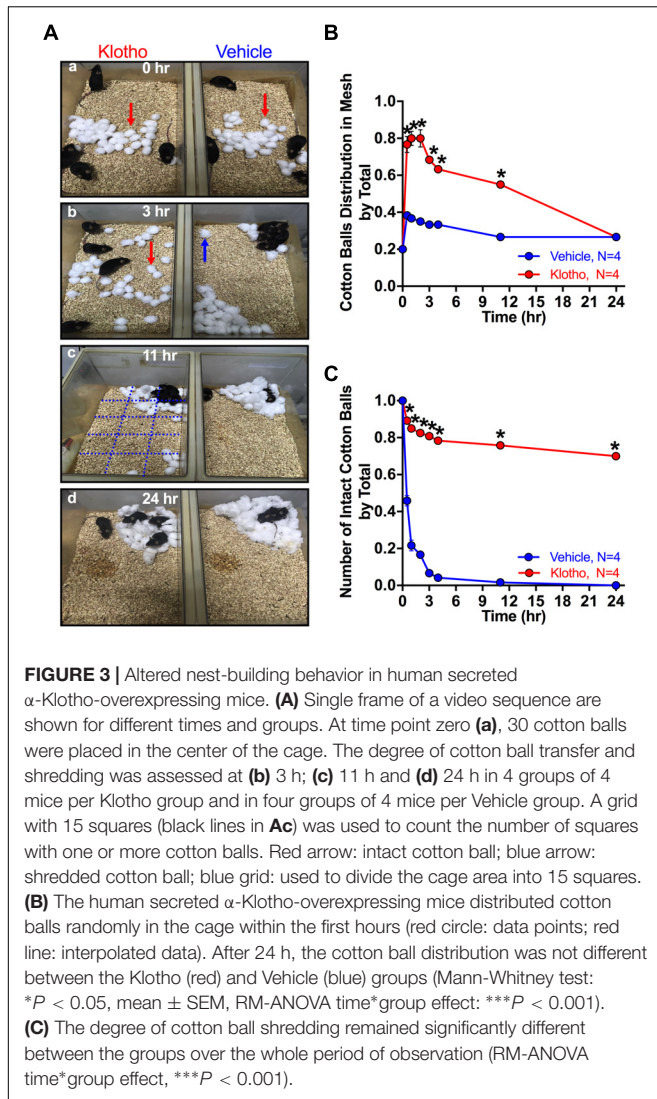 A
Klotho Vehicle
a 0 hr
b 3 hr
c 11 hr
d 24 hr
B
Cotton Balls Distribution in Mesh
by Total
1.0
0.8
0.6
0.4
0.2
0.0
* * *
* *
*
Vehicle, N=4
Klotho, N=4
0 3 6 9 12 15 18 21 24
Time (hr)
C
Number of Intact Cotton Balls
by Total
1.0
0.8
0.6
0.4
0.2
0.0
* * * * * * * *
Vehicle, N=4
Klotho, N=4
0 3 6 9 12 15 18 21 24
Time (hr)
FIGURE 3 | Altered nest-building behavior in human secreted
α-Klotho-overexpressing mice. (A) Single frame of a video sequence are
shown for different times and groups. At time point zero (a), 30 cotton balls
were placed in the center of the cage. The degree of cotton ball transfer and
shredding was assessed at (b) 3 h; (c) 11 h and (d) 24 h in 4 groups of 4
mice per Klotho group and in four groups of 4 mice per Vehicle group. A grid
with 15 squares (black lines in Ac) was used to count the number of squares
with one or more cotton balls. Red arrow: intact cotton ball; blue arrow:
shredded cotton ball; blue grid: used to divide the cage area into 15 squares.
(B) The human secreted α-Klotho-overexpressing mice distributed cotton
balls randomly in the cage within the first hours (red circle: data points; red
line: interpolated data). After 24 h, the cotton ball distribution was not different
between the Klotho (red) and Vehicle (blue) groups (Mann-Whitney test:
*P < 0.05, mean ± SEM, RM-ANOVA time*group effect: ***P < 0.001).
(C) The degree of cotton ball shredding remained significantly different
between the groups over the whole period of observation (RM-ANOVA
time*group effect, ***P < 0.001).